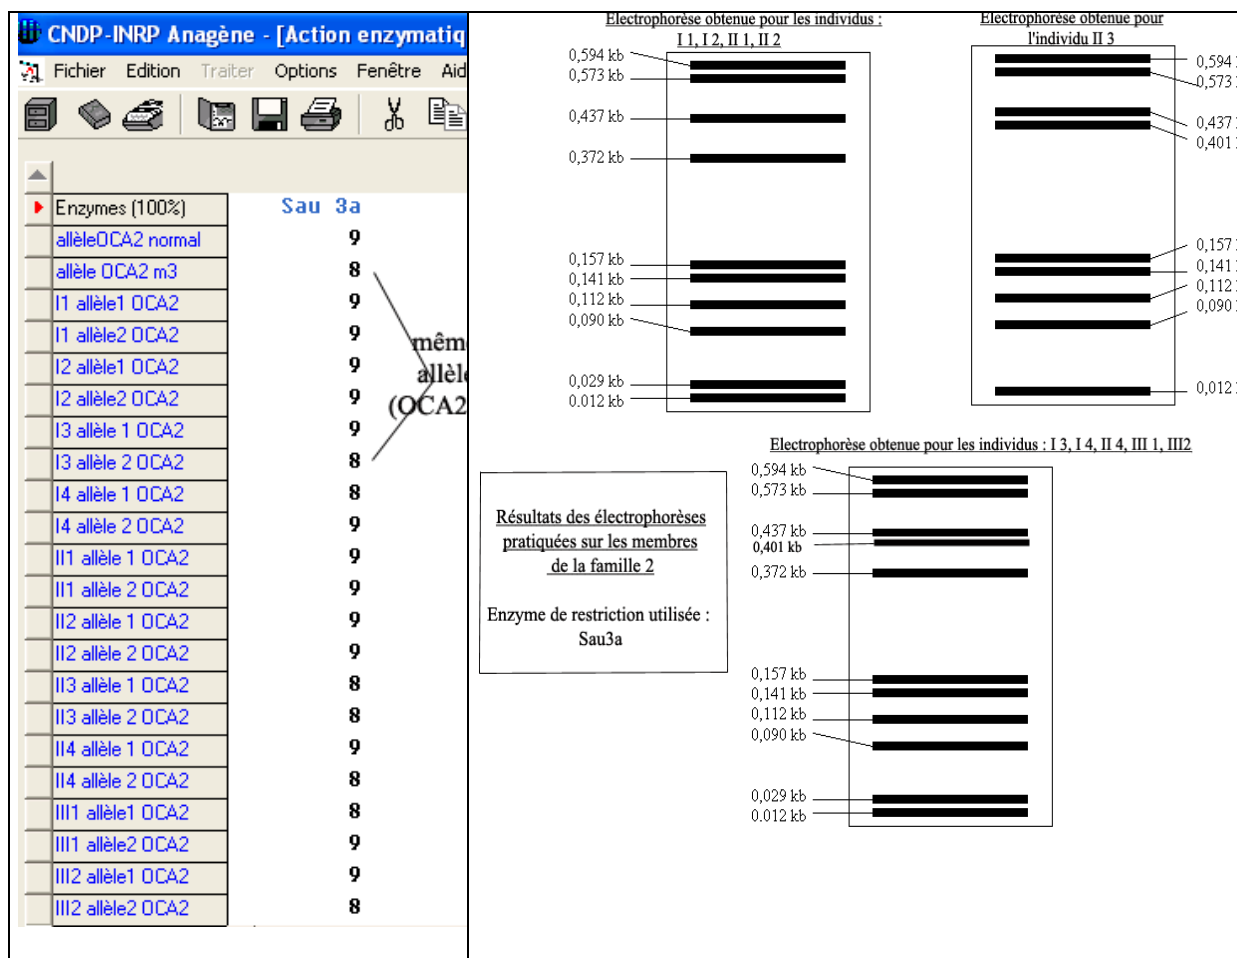 CNDP-INRP Anagène - [Action enzymatiq
Fichier Edition Traiter Options Fenêtre Aid
Enzymes (100%) Sau 3a
allèleOCA2 normal 9
allèle OCA2 m3 8
I1 allèle1 OCA2 9
I1 allèle2 OCA2 9
I2 allèle1 OCA2 9
I2 allèle2 OCA2 9
I3 allèle 1 OCA2 9
I3 allèle 2 OCA2 8
I4 allèle 1 OCA2 8
I4 allèle 2 OCA2 9
II1 allèle 1 OCA2 9
II1 allèle 2 OCA2 9
II2 allèle 1 OCA2 9
II2 allèle 2 OCA2 9
II3 allèle 1 OCA2 8
II3 allèle 2 OCA2 8
II4 allèle 1 OCA2 9
II4 allèle 2 OCA2 8
III1 allèle1 OCA2 8
III1 allèle2 OCA2 9
III2 allèle1 OCA2 9
III2 allèle2 OCA2 8
mêm
allèl
(OCA2
Electrophorèse obtenue pour les individus :
I 1, I 2, II 1, II 2
0,594 kb
0,573 kb
0,437 kb
0,372 kb
0,157 kb
0,141 kb
0,112 kb
0,090 kb
0,029 kb
0.012 kb
Electrophorèse obtenue pour
l'individu II 3
0,594
0,573
0,437
0,401
0,157
0,141
0,112
0,090
0,012
Electrophorèse obtenue pour les individus : I 3, I 4, II 4, III 1, III2
0,594 kb
0,573 kb
0,437 kb
0,401 kb
0,372 kb
0,157 kb
0,141 kb
0,112 kb
0,090 kb
0,029 kb
0.012 kb
Résultats des électrophorèses
pratiquées sur les membres
de la famille 2
Enzyme de restriction utilisée :
Sau3a